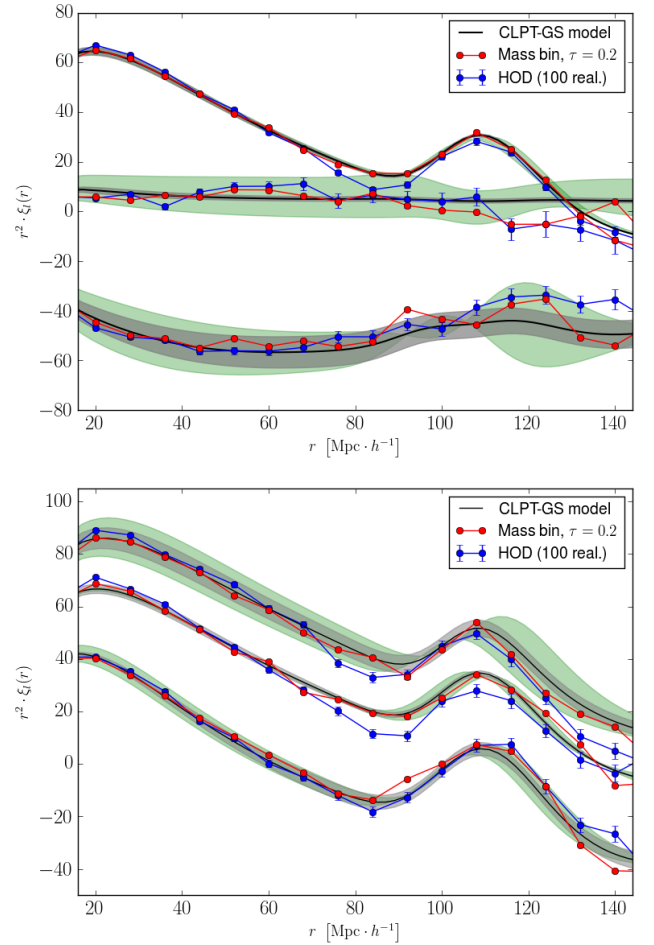 80
60
40
20
0
−20
−40
−60
−80
r² · ξₗ(r)
CLPT-GS model
Mass bin, τ = 0.2
HOD (100 real.)
20 40 60 80 100 120 140
r [Mpc · h⁻¹]
100
80
60
40
20
0
−20
−40
r² · ξₗ(r)
CLPT-GS model
Mass bin, τ = 0.2
HOD (100 real.)
20 40 60 80 100 120 140
r [Mpc · h⁻¹]